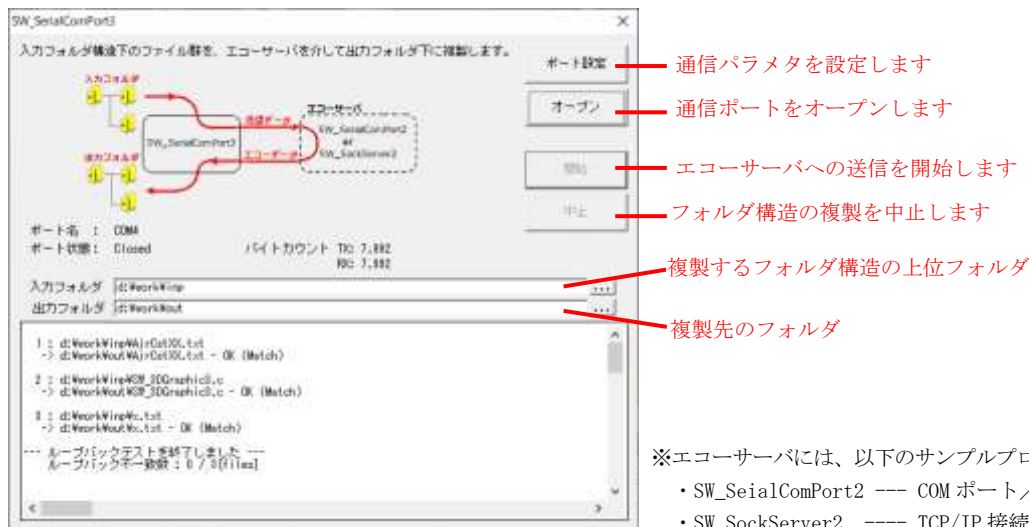 SW_SerialComPort3
入力フォルダ構造下のファイル群を、エコーサーバを介して出力フォルダ下に複製します。
入力フォルダ
エコーサーバ
送信データ
SW_SerialComPort2
or
SW_SockServer2
SW_SerialComPort3
エコーデータ
出力フォルダ
ポート設定
オープン
開始
中止
通信パラメタを設定します
通信ポートをオープンします
エコーサーバへの送信を開始します
フォルダ構造の複製を中止します
ポート名 : COM4
ポート状態: Closed
バイトカウント TX: 7,892
RX: 7,892
入力フォルダ d:¥work¥inp
出力フォルダ d:¥work¥out
複製するフォルダ構造の上位フォルダ
複製先のフォルダ
1 : d:¥work¥inp¥
-> d:¥work¥out¥ - OK (Match)
2 : d:¥work¥inp¥SW_3DGraphic3.c
-> d:¥work¥out¥SW_3DGraphic3.c - OK (Match)
3 : d:¥work¥inp¥x.txt
-> d:¥work¥out¥x.txt - OK (Match)
--- ループバックテストを終了しました ---
ループバック不一致数 : 0 / 3[files]
※エコーサーバには、以下のサンプルプロ
・SW_SeialComPort2 --- COM ポート／
・SW_SockServer2 ---- TCP/IP 接続